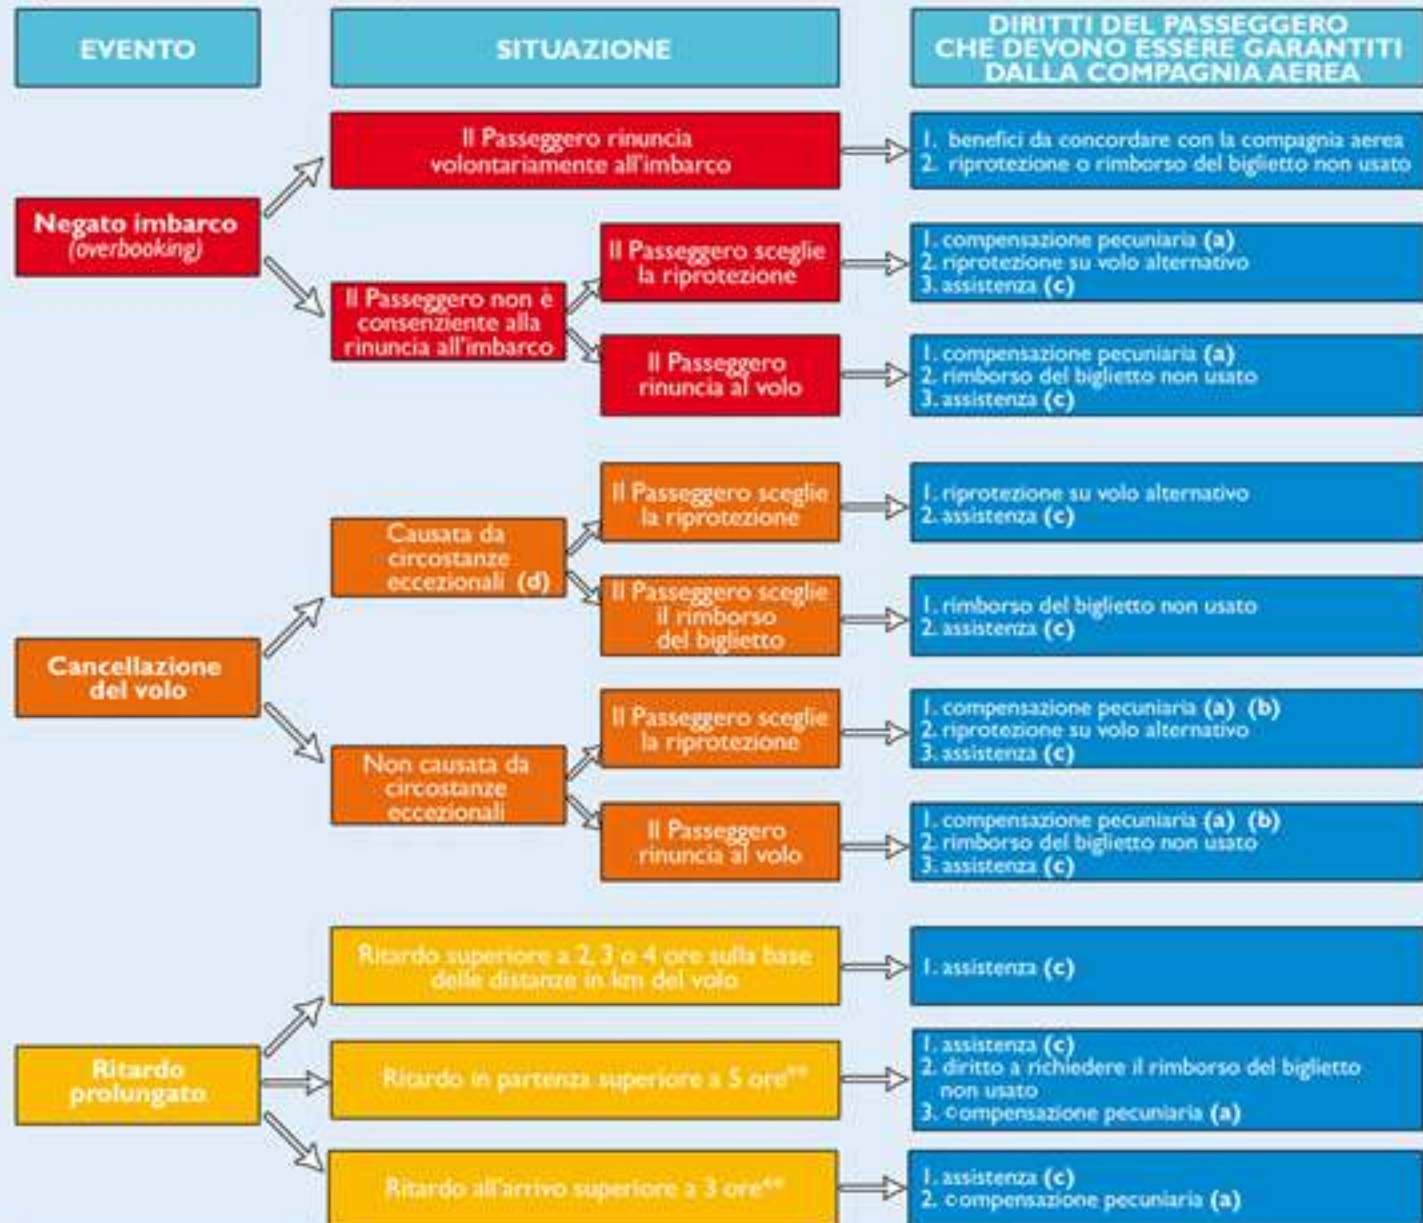 EVENTO
SITUAZIONE
DIRITTI DEL PASSEGGERO
CHE DEVONO ESSERE GARANTITI
DALLA COMPAGNIA AEREA
Negato imbarco
(overbooking)
Il Passeggero rinuncia
volontariamente all'imbarco
1. benefici da concordare con la compagnia aerea
2. riprotezione o rimborso del biglietto non usato
Il Passeggero non è
consenziente alla
rinuncia all'imbarco
Il Passeggero sceglie
la riprotezione
1. compensazione pecuniaria (a)
2. riprotezione su volo alternativo
3. assistenza (c)
Il Passeggero
rinuncia al volo
1. compensazione pecuniaria (a)
2. rimborso del biglietto non usato
3. assistenza (c)
Cancellazione
del volo
Causata da
circostanze
eccezionali (d)
Il Passeggero sceglie
la riprotezione
1. riprotezione su volo alternativo
2. assistenza (c)
Il Passeggero sceglie
il rimborso
del biglietto
1. rimborso del biglietto non usato
2. assistenza (c)
Non causata da
circostanze
eccezionali
Il Passeggero sceglie
la riprotezione
1. compensazione pecuniaria (a) (b)
2. riprotezione su volo alternativo
3. assistenza (c)
Il Passeggero
rinuncia al volo
1. compensazione pecuniaria (a) (b)
2. rimborso del biglietto non usato
3. assistenza (c)
Ritardo
prolungato
Ritardo superiore a 2, 3 o 4 ore sulla base
delle distanze in km del volo
1. assistenza (c)
Ritardo in partenza superiore a 5 ore**
1. assistenza (c)
2. diritto a richiedere il rimborso del biglietto
non usato
3. compensazione pecuniaria (a)
Ritardo all'arrivo superiore a 3 ore**
1. assistenza (c)
2. compensazione pecuniaria (a)